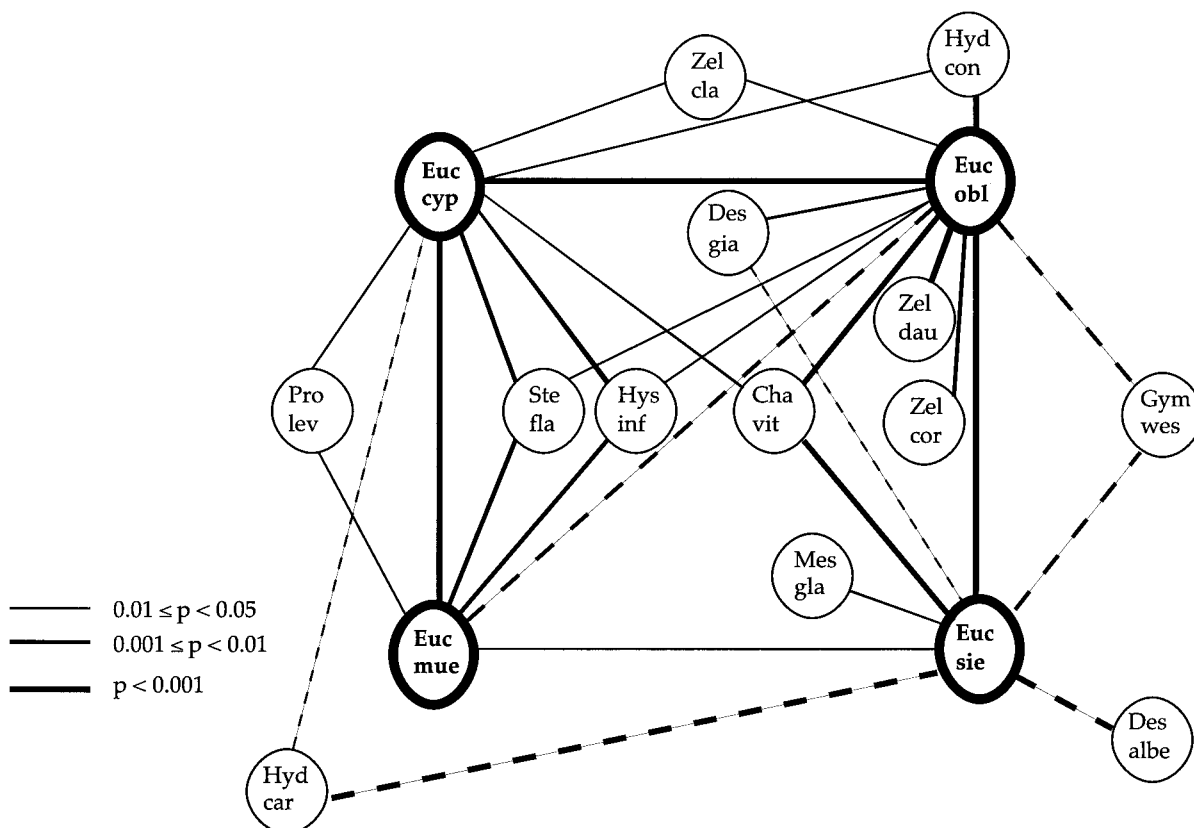 Hyd
con
Zel
cla
Euc
cyp
Euc
obl
Des
gia
Zel
dau
Pro
lev
Ste
fla
Hys
inf
Cha
vit
Zel
cor
Gym
wes
Mes
gla
0.01 ≤ p < 0.05
0.001 ≤ p < 0.01
p < 0.001
Euc
mue
Euc
sie
Des
albe
Hyd
car